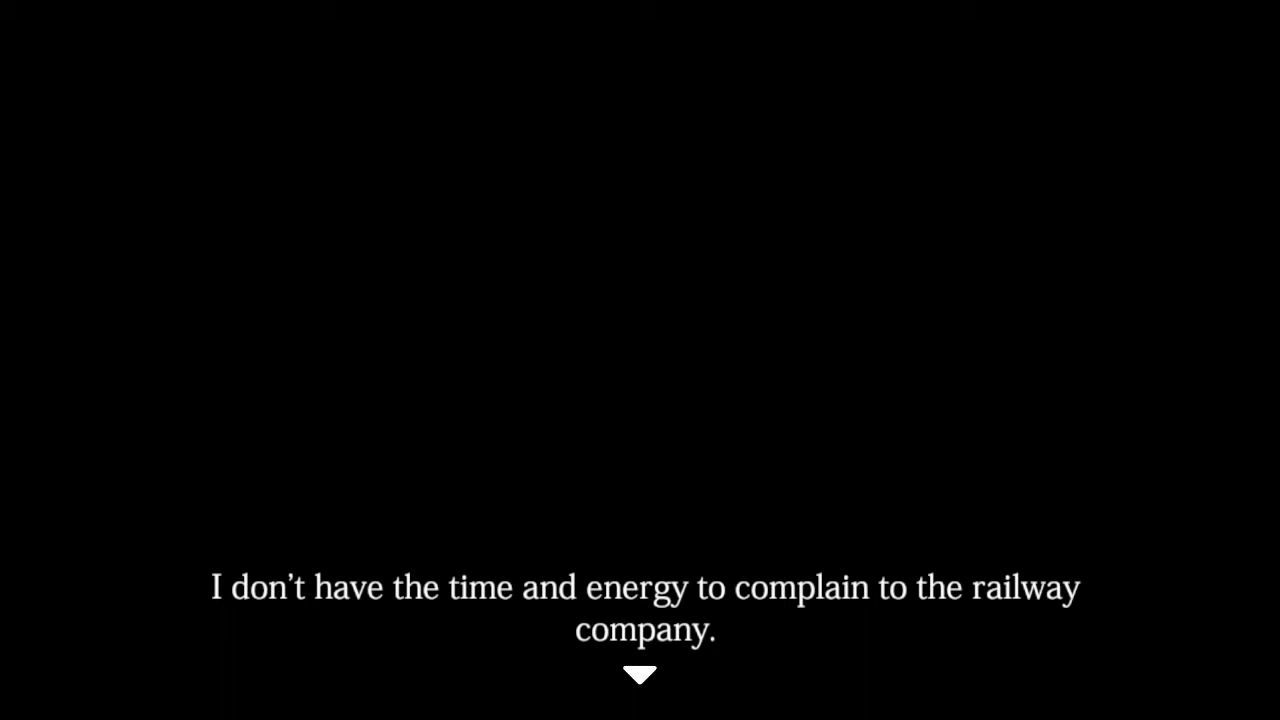 I don’t have the time and energy to complain to the railway
company.